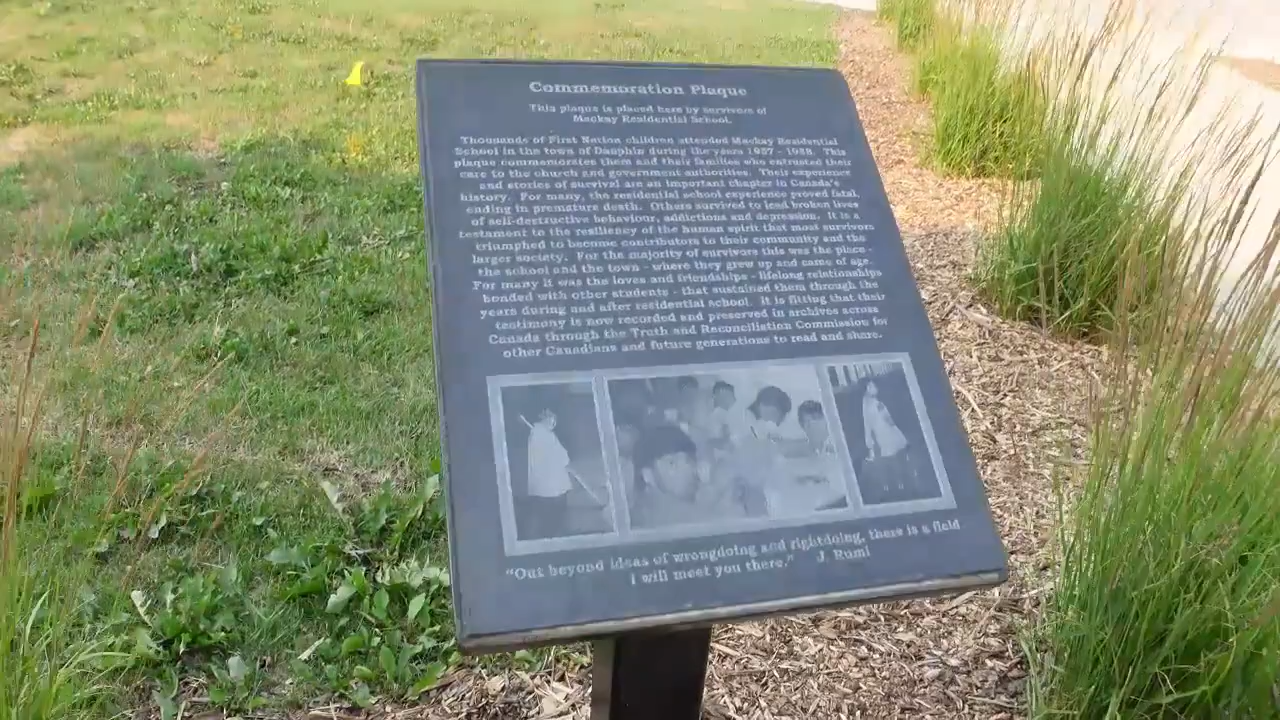 Commemoration Plaque
This plaque is placed here by survivors of
Mackay Residential School.
Thousands of First Nation children attended Mackay Residential
School in the town of Dauphin during the years 1957 - 1988. This
plaque commemorates them and their families who entrusted their
care to the church and government authorities. Their experience
and stories of survival are an important chapter in Canada's
history. For many, the residential school experience proved fatal,
ending in premature death. Others survived to lead broken lives
of self-destructive behaviour, addictions and depression. It is a
testament to the resiliency of the human spirit that most survivors
triumphed to become contributors to their community and the
larger society. For the majority of survivors this was the place -
the school and the town - where they grew up and came of age.
For many it was the loves and friendships - lifelong relationships
bonded with other students - that sustained them through the
years during and after residential school. It is fitting that their
testimony is now recorded and preserved in archives across
Canada through the Truth and Reconciliation Commission for
other Canadians and future generations to read and share.
"Out beyond ideas of wrongdoing and rightdoing, there is a field
I will meet you there." J. Rumi